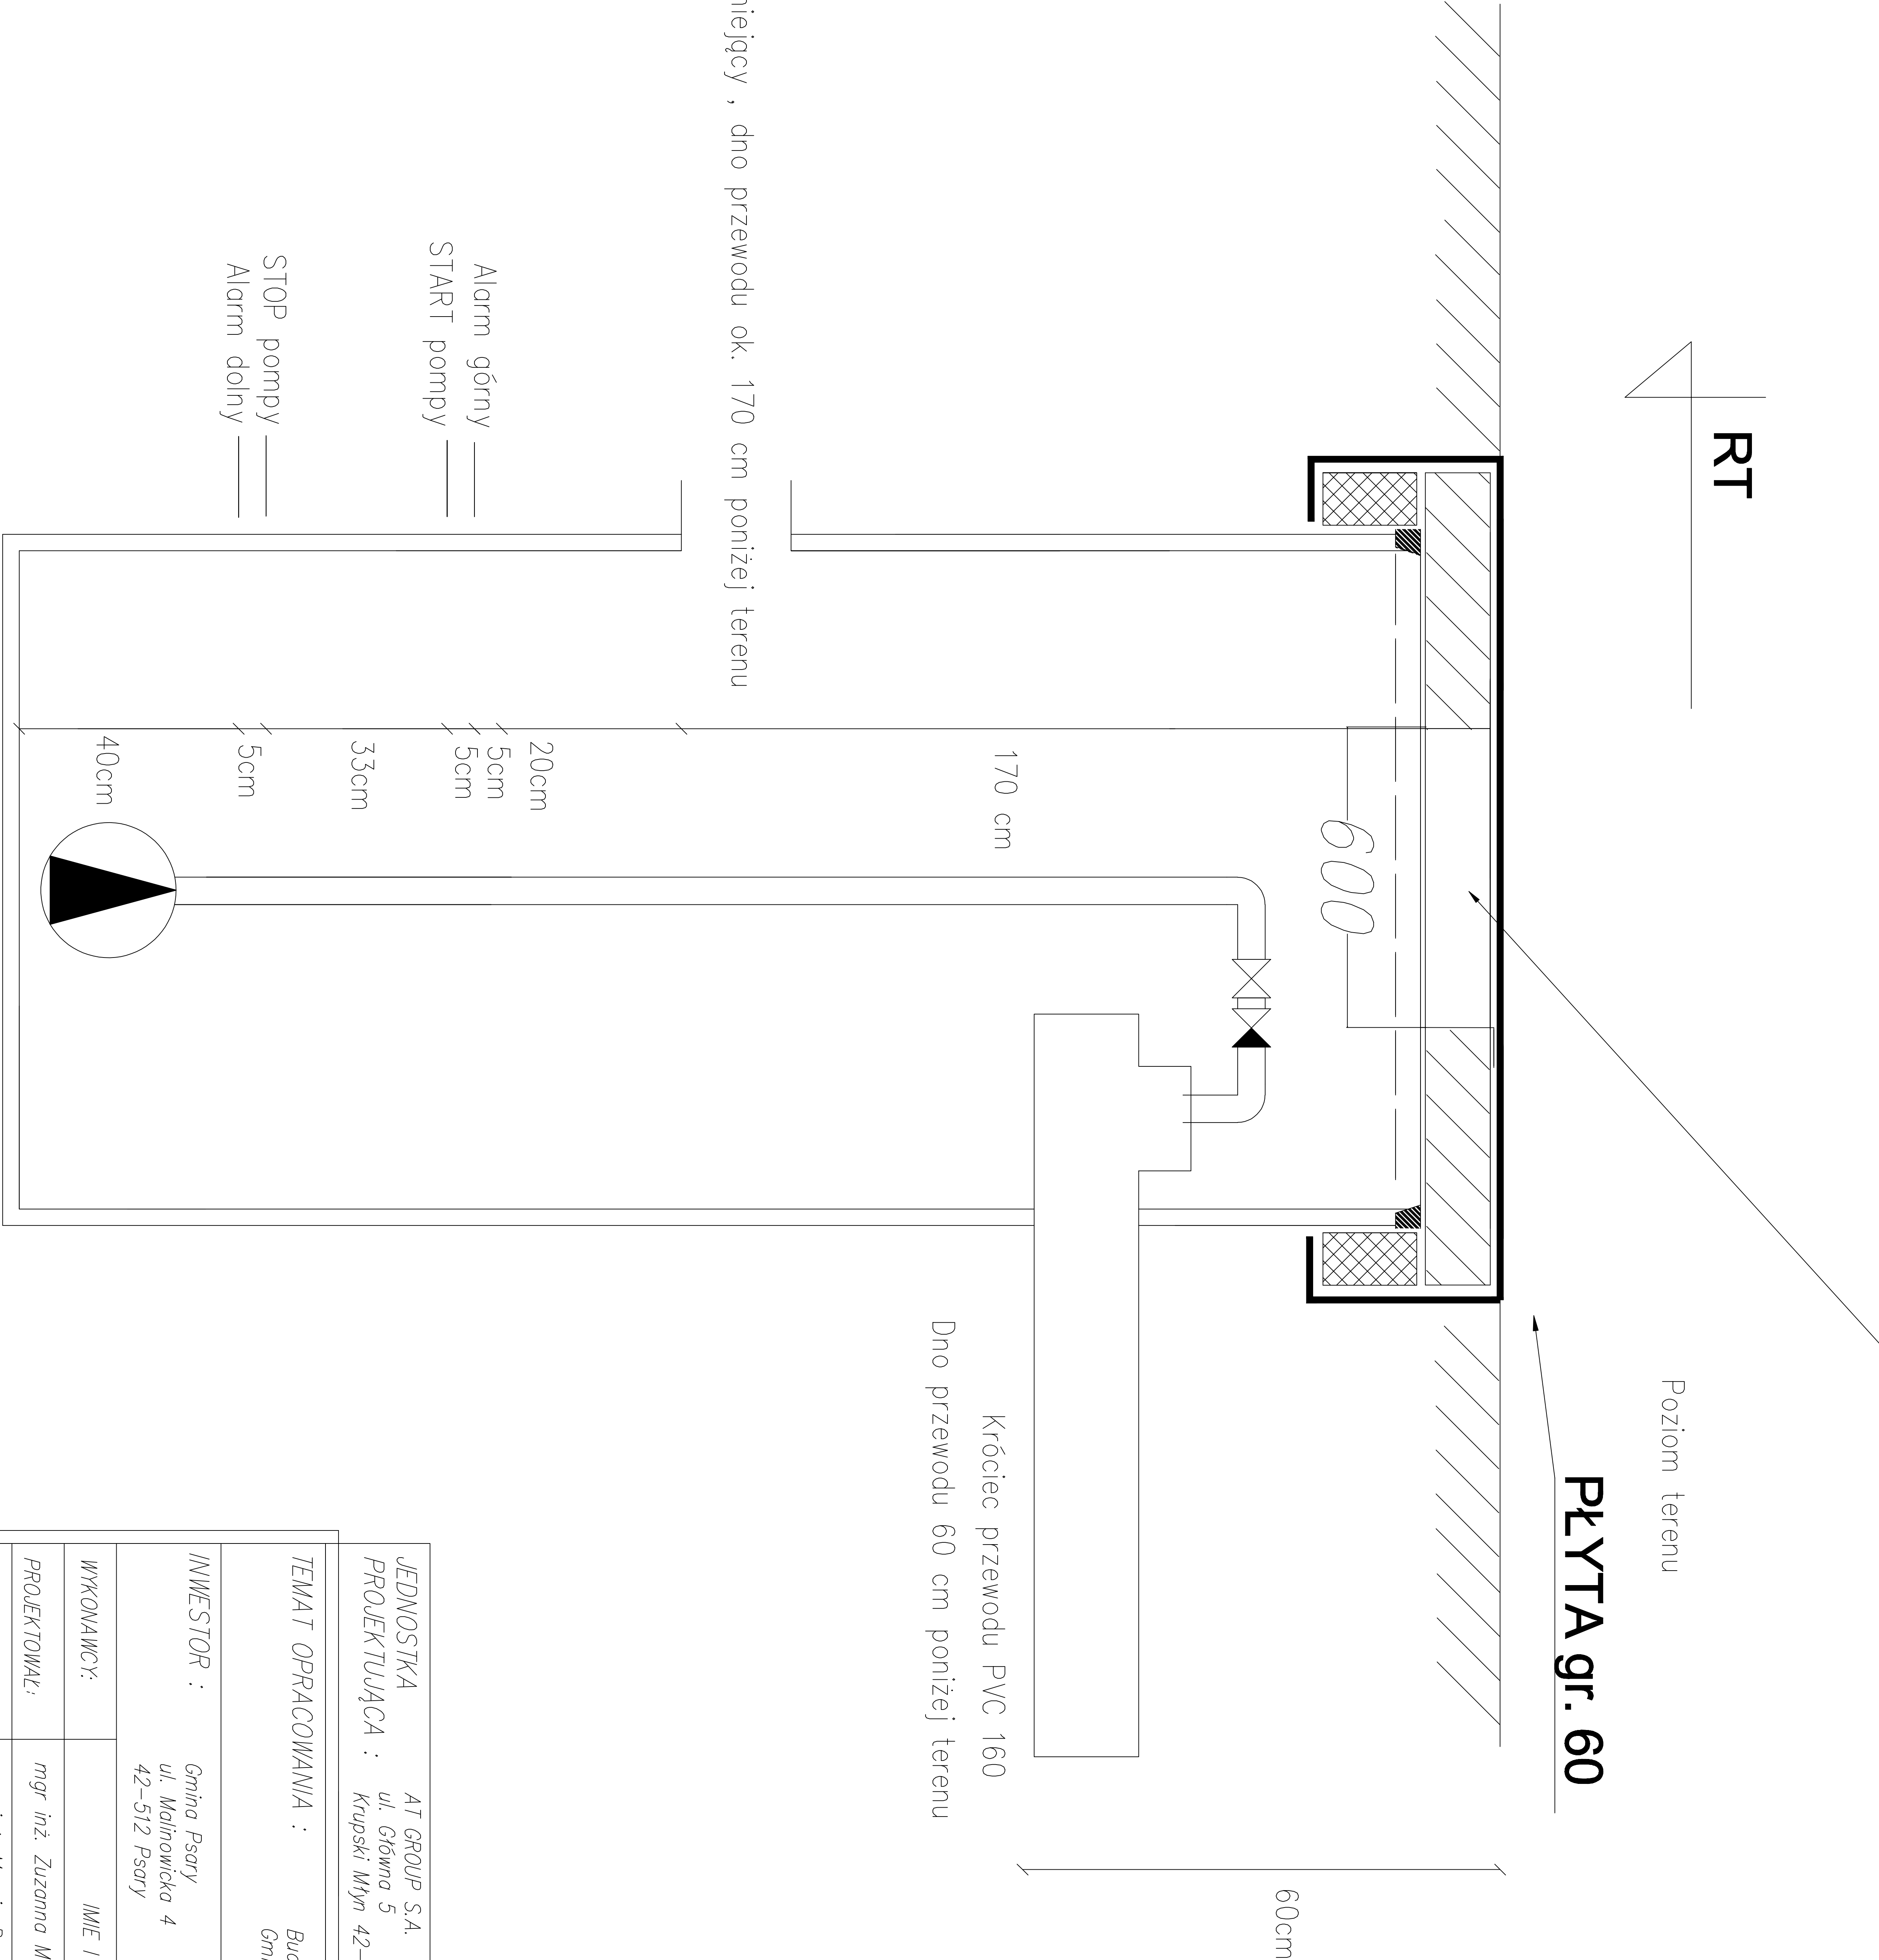 RT
Poziom terenu
PŁYTA gr. 60
600
60cm
170 cm
Króciec przewodu PVC 160
Dno przewodu 60 cm poniżej terenu
, dno przewodu ok. 170 cm poniżej terenu
20cm
5cm
5cm
33cm
5cm
40cm
Alarm górny
START pompy
STOP pompy
Alarm dolny
JEDNOSTKA
PROJEKTUJĄCA :
AT GROUP S.A.
ul. Główna 5
Krupski Młyn 42-
TEMAT OPRACOWANIA :
INWESTOR :
Gmina Psary
ul. Malinowicka 4
42-512 Psary
WYKONAWCY:
IMIE I
PROJEKTOWAŁ:
mgr inż. Zuzanna M